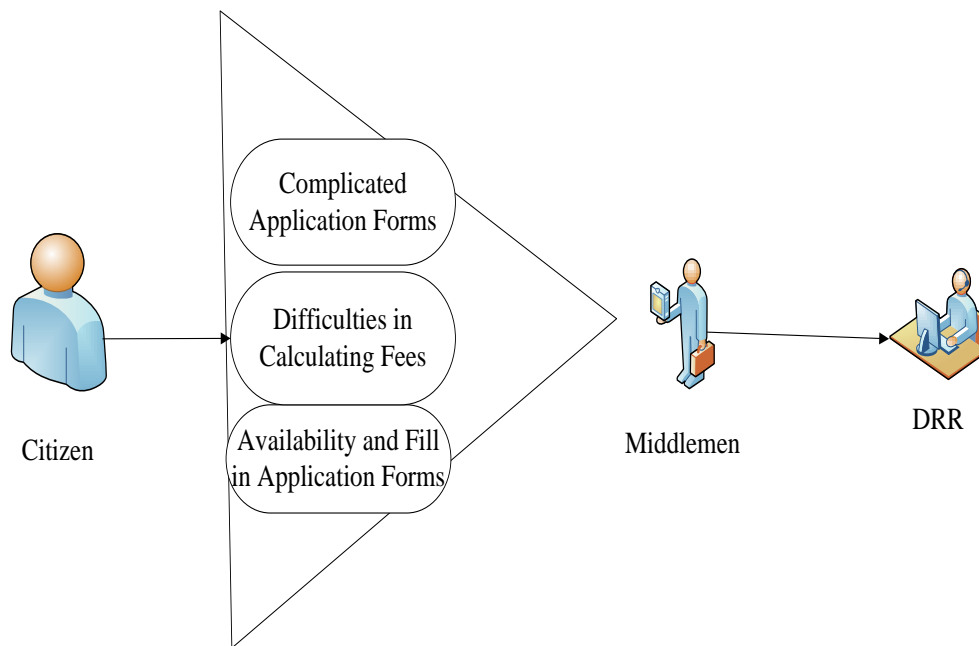 Complicated
Application Forms
Difficulties in
Calculating Fees
Availability and Fill
in Application Forms
Citizen
Middlemen
DRR